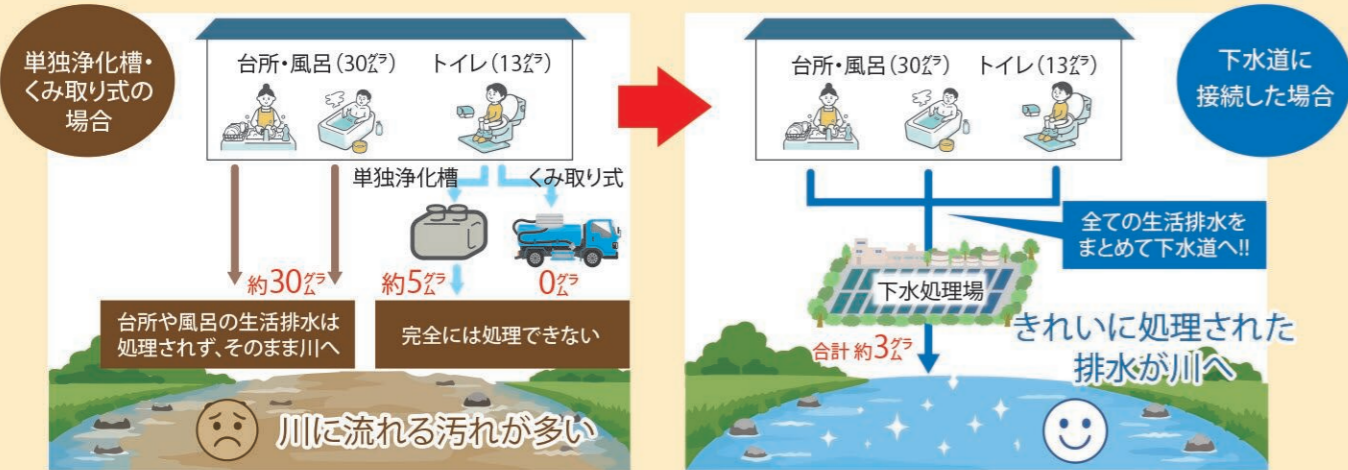 単独浄化槽・
くみ取り式の
場合
台所・風呂(30グラム)
トイレ(13グラム)
単独浄化槽
くみ取り式
約30グラム
約5グラム
0グラム
台所や風呂の生活排水は
処理されず、そのまま川へ
完全には処理できない
川に流れる汚れが多い
下水道に
接続した場合
台所・風呂(30グラム)
トイレ(13グラム)
全ての生活排水を
まとめて下水道へ!!
下水処理場
合計 約3グラム
きれいに処理された
排水が川へ